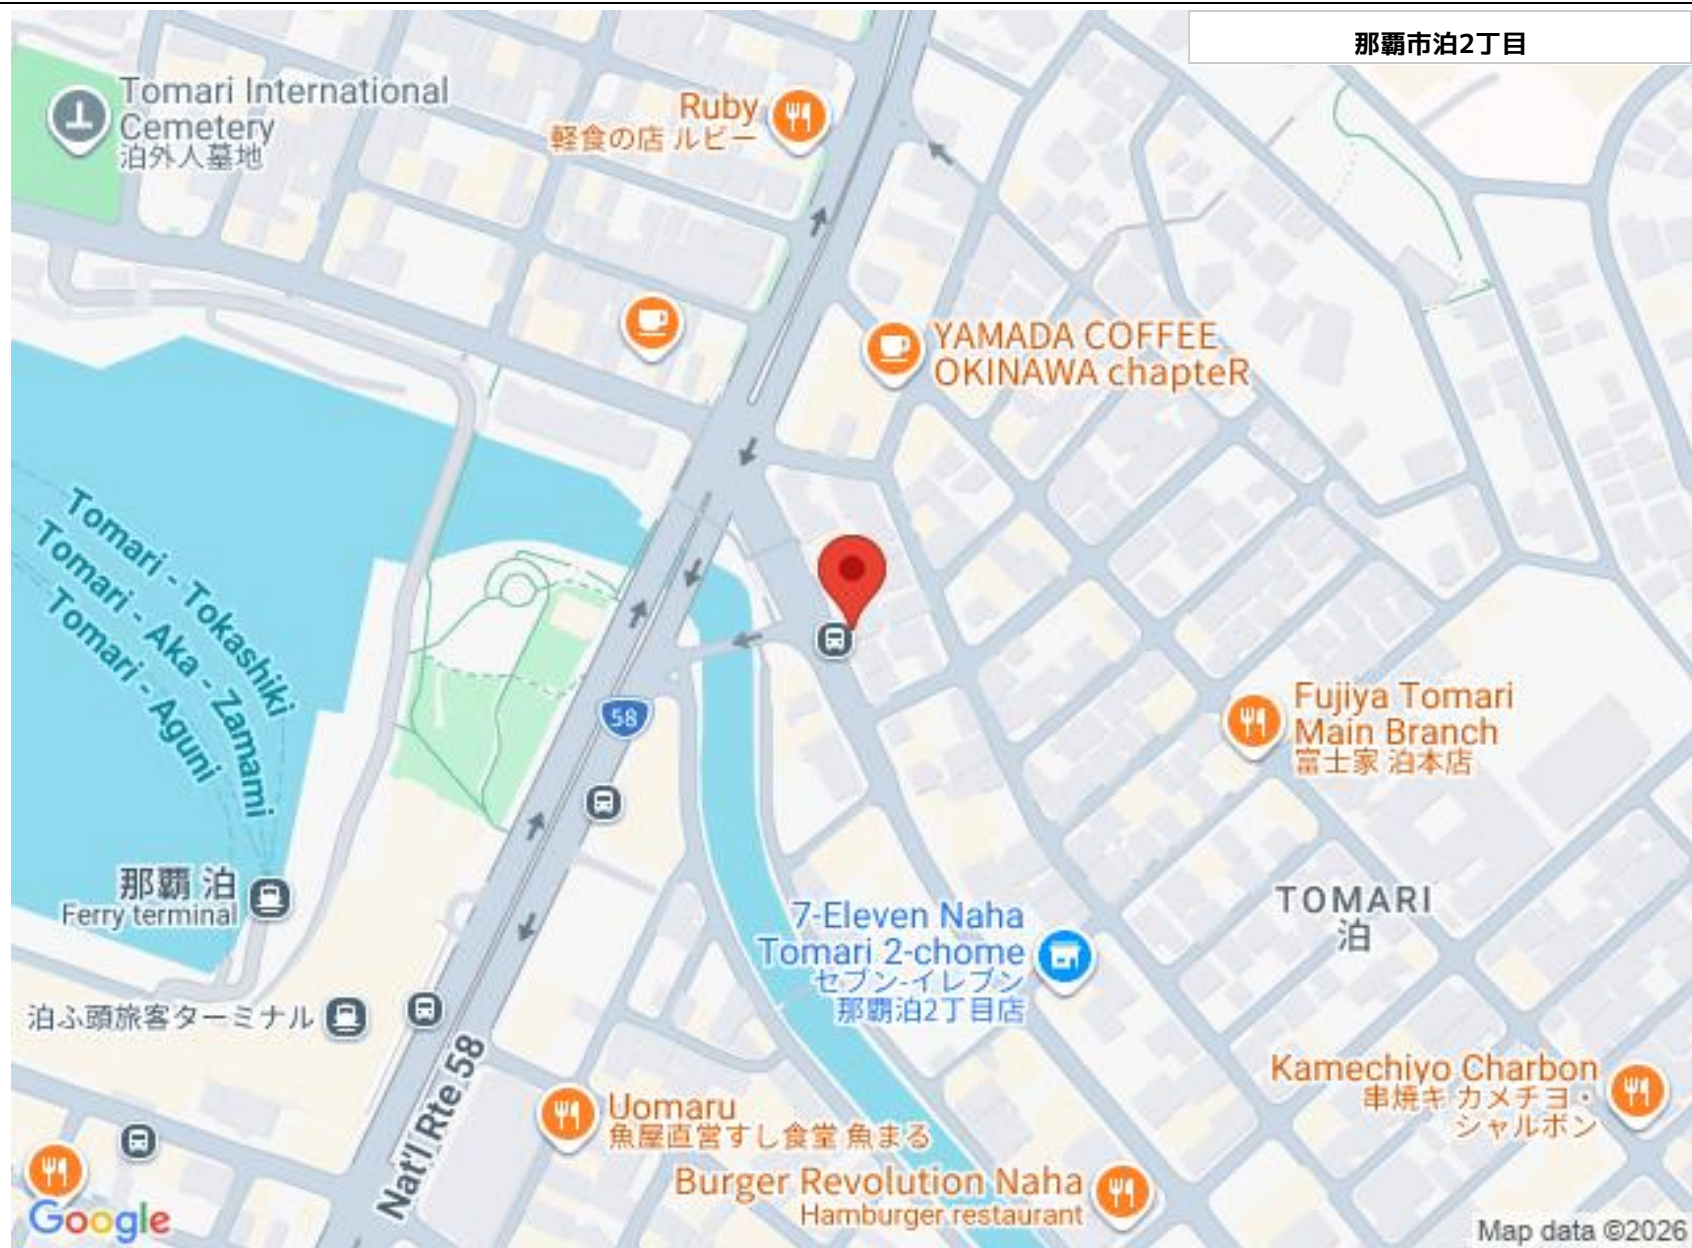 那覇市泊2丁目
Tomari International
Cemetery
泊外人墓地
Ruby
軽食の店 ルビー
YAMADA COFFEE
OKINAWA chapteR
Tomari - Tokashiki
Tomari - Aka - Zamami
Tomari - Aguni
58
Fujiya Tomari
Main Branch
富士家 泊本店
那覇 泊
Ferry terminal
TOMARI
泊
7-Eleven Naha
Tomari 2-chome
セブン-イレブン
那覇泊2丁目店
泊ふ頭旅客ターミナル
Nat'l Rte 58
Kamechiyo Charbon
串焼キ カメチヨ・
シャルボン
Uomaru
魚屋直営すし食堂 魚まる
Burger Revolution Naha
Hamburger restaurant
Google
Map data ©2026